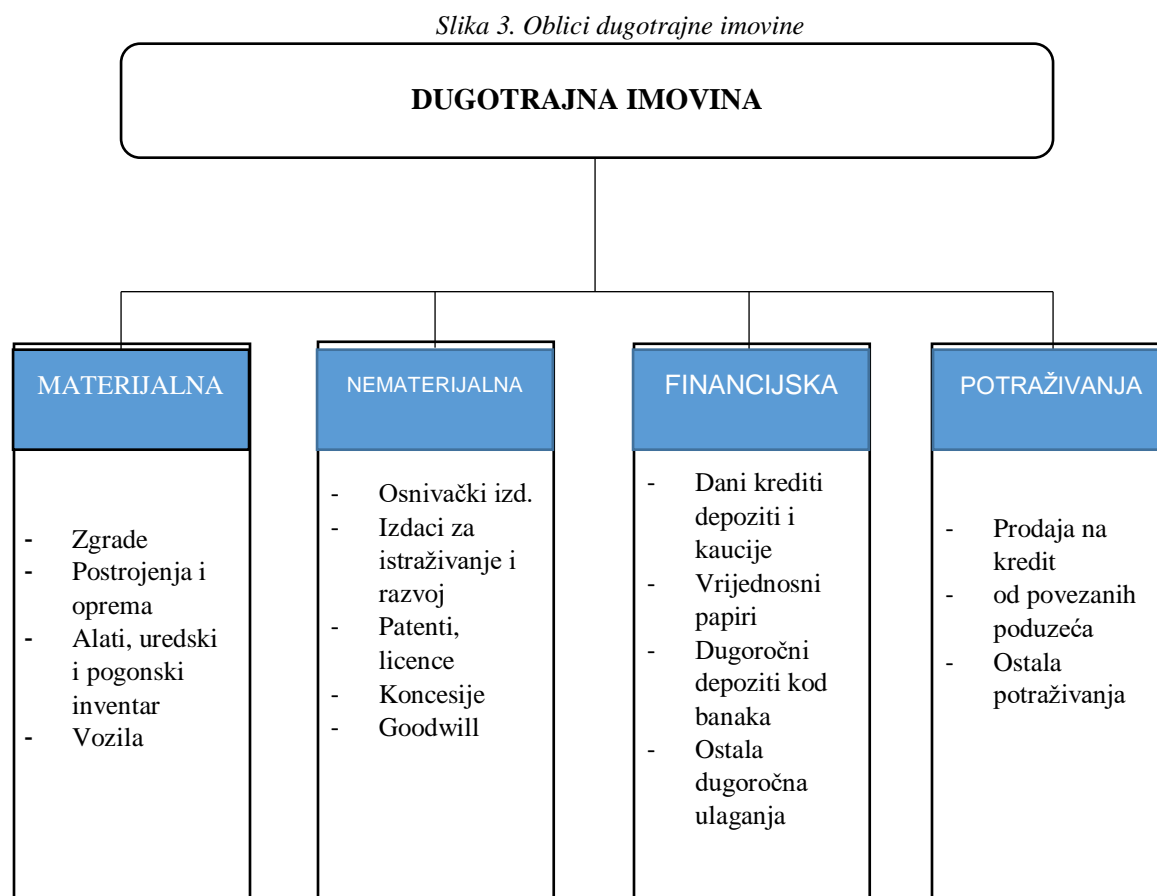 Slika 3. Oblici dugotrajne imovine
DUGOTRAJNA IMOVINA
MATERIJALNA
- Zgrade
- Postrojenja i
oprema
- Alati, uredski
i pogonski
inventar
- Vozila
NEMATERIJALNA
- Osnivački izd.
- Izdaci za
istraživanje i
razvoj
- Patenti,
licence
- Koncesije
- Goodwill
FINANCIJSKA
- Dani krediti
depoziti i
kaucije
- Vrijednosni
papiri
- Dugoročni
depoziti kod
banaka
- Ostala
dugoročna
ulaganja
POTRAŽIVANJA
- Prodaja na
kredit
- od povezanih
poduzeća
- Ostala
potraživanja